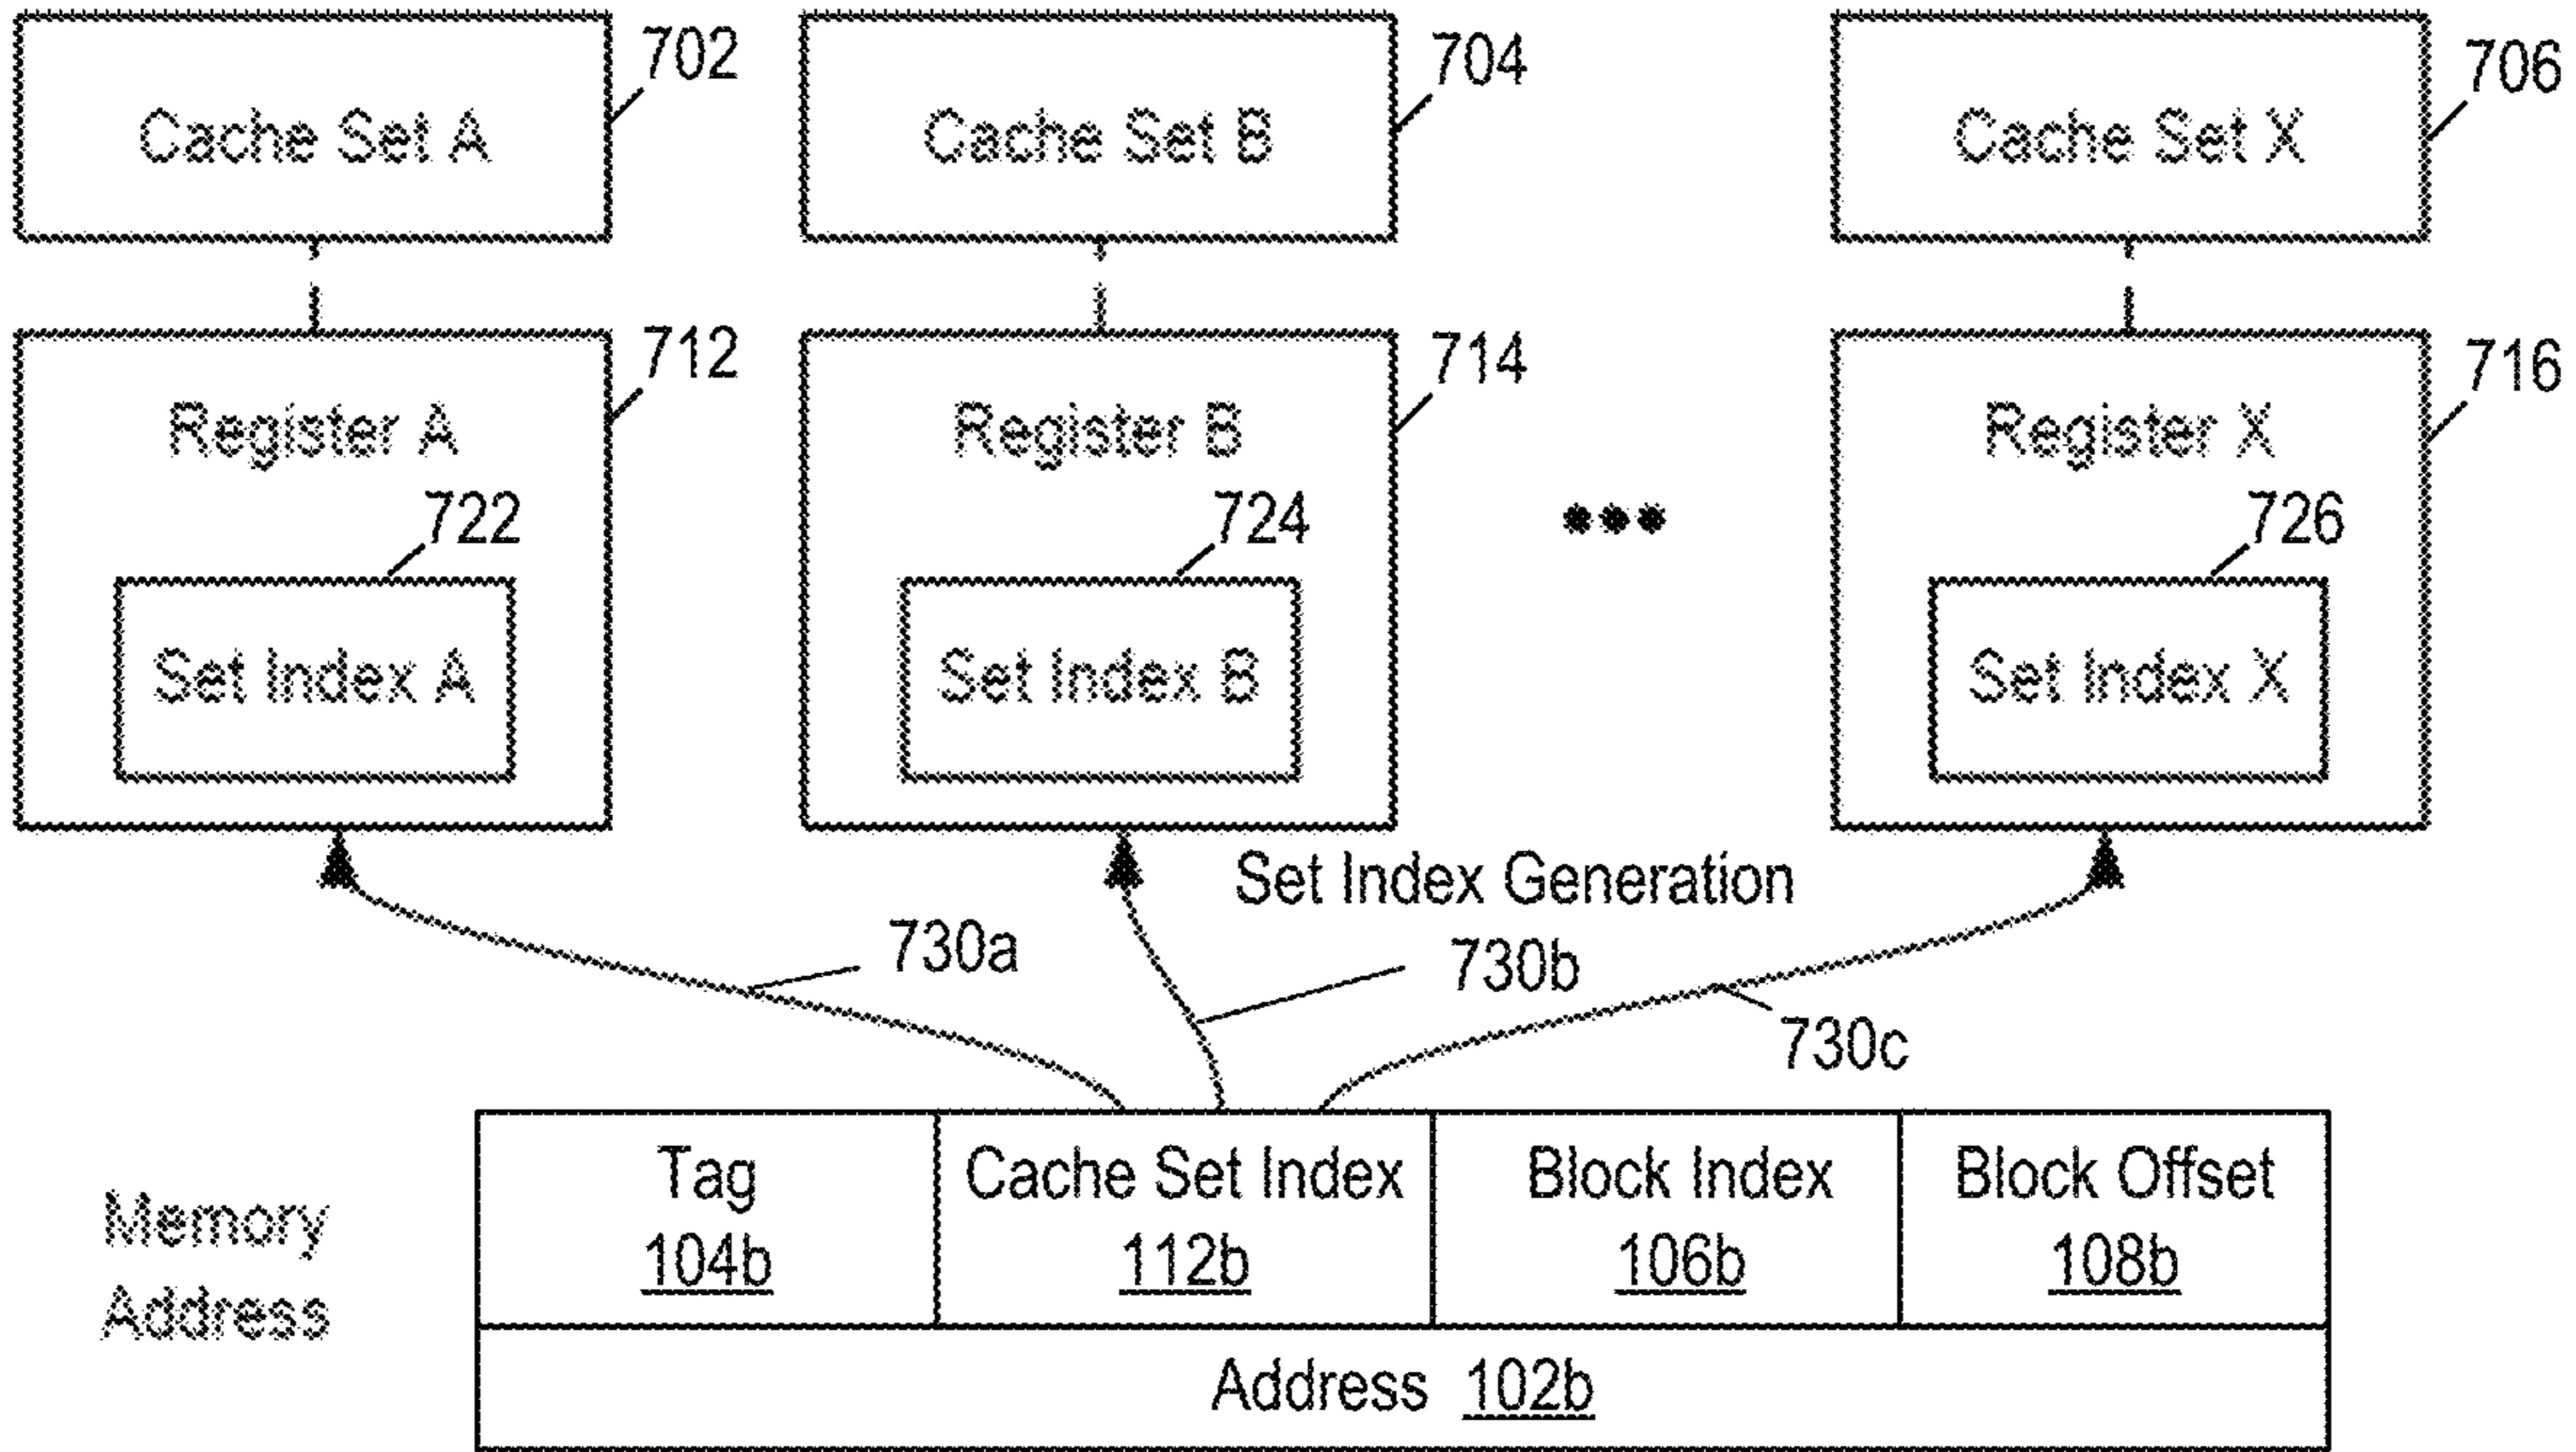 702
704
706
Cache Set A
Cache Set B
Cache Set X
712
714
716
Register A
Register B
Register X
722
724
726
***
Set Index A
Set Index B
Set Index X
Set Index Generation
730a
730b
730c
Memory
Address
Tag
104b
Cache Set Index
112b
Block Index
106b
Block Offset
108b
Address 102b